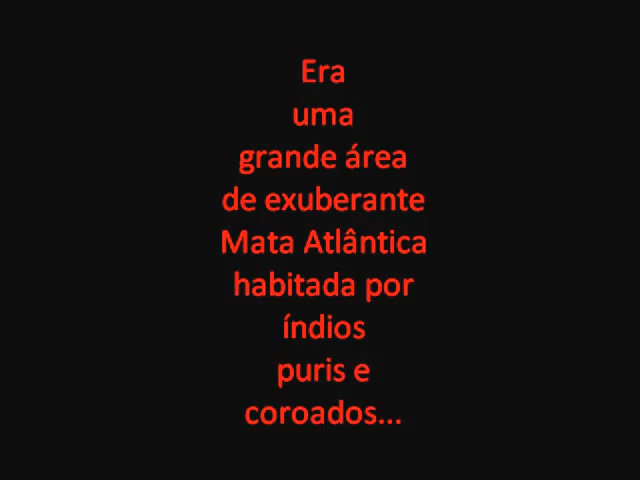 Era
uma
grande área
de exuberante
Mata Atlântica
habitada por
índios
puris e
coroados...